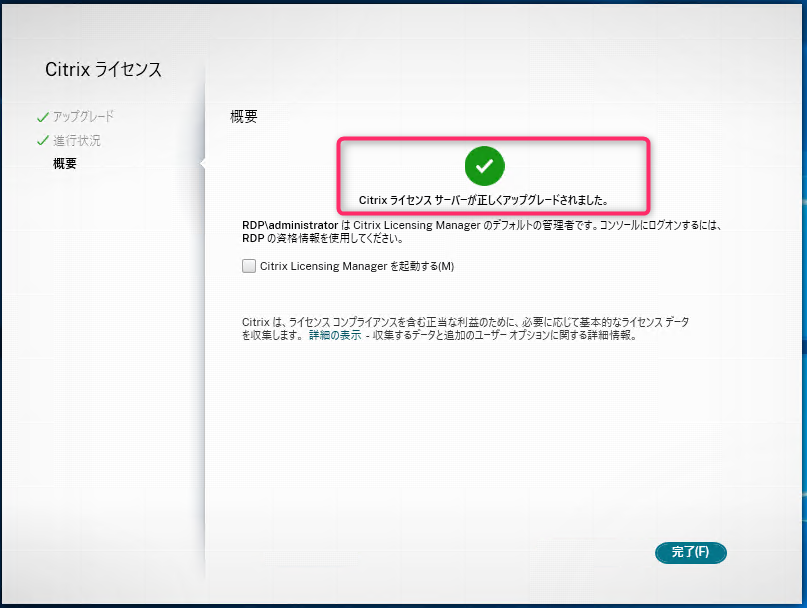 Citrix ライセンス
アップグレード
進行状況
概要
概要
Citrix ライセンス サーバーが正しくアップグレードされました。
RDP\administrator は Citrix Licensing Manager のデフォルトの管理者です。コンソールにログオンするには、
RDP の資格情報を使用してください。
Citrix Licensing Manager を起動する(M)
Citrix は、ライセンス コンプライアンスを含む正当な利益のために、必要に応じて基本的なライセンス データ
を収集します。 詳細の表示 - 収集するデータと追加のユーザー オプションに関する詳細情報。
完了(F)